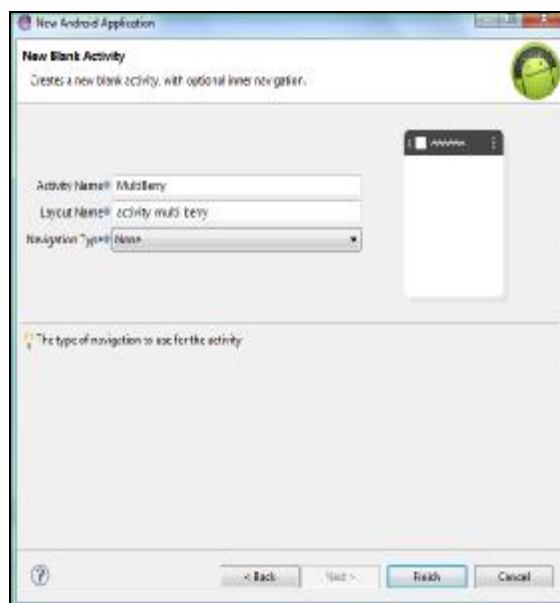 New Android Application
New Blank Activity
Creates a new blank activity, with optional inner navigation.
Activity Name MultiBerry
Layout Name activity multi berry
Navigation Type None
The type of navigation to use for the activity
?
< Back
Next >
Finish
Cancel